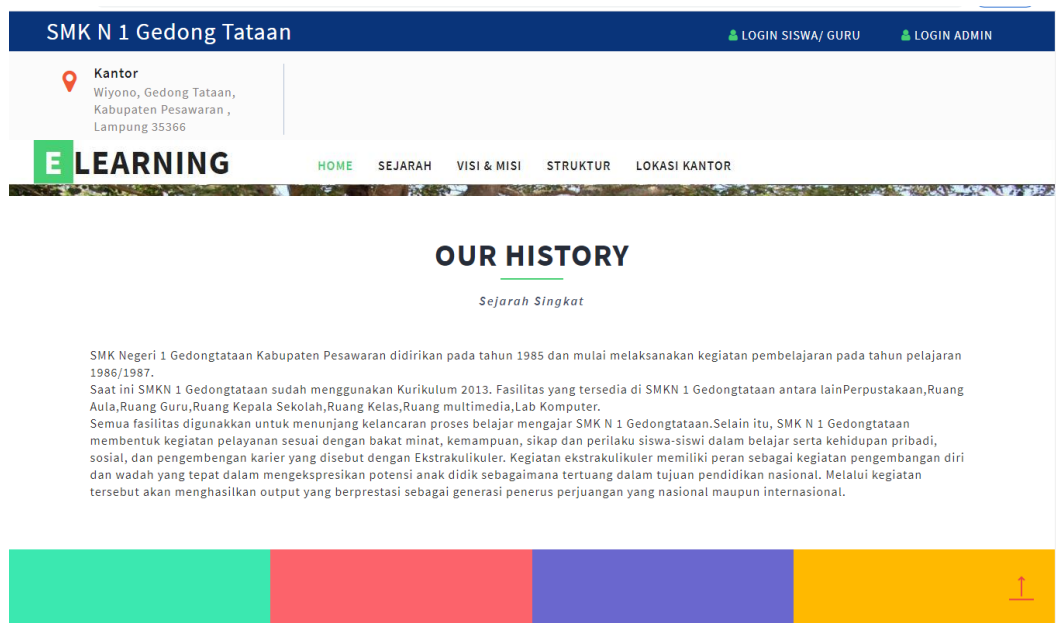 SMK N 1 Gedong Tataan
LOGIN SISWA/ GURU
LOGIN ADMIN
Kantor
Wiyono, Gedong Tataan,
Kabupaten Pesawaran ,
Lampung 35366
E LEARNING
HOME SEJARAH VISI & MISI STRUKTUR LOKASI KANTOR
OUR HISTORY
Sejarah Singkat
SMK Negeri 1 Gedongtataan Kabupaten Pesawaran didirikan pada tahun 1985 dan mulai melaksanakan kegiatan pembelajaran pada tahun pelajaran
1986/1987.
Saat ini SMKN 1 Gedongtataan sudah menggunakan Kurikulum 2013. Fasilitas yang tersedia di SMKN 1 Gedongtataan antara lainPerpustakaan,Ruang
Aula,Ruang Guru,Ruang Kepala Sekolah,Ruang Kelas,Ruang multimedia,Lab Komputer.
Semua fasilitas digunakkan untuk menunjang kelancaran proses belajar mengajar SMK N 1 Gedongtataan.Selain itu, SMK N 1 Gedongtataan
membentuk kegiatan pelayanan sesuai dengan bakat minat, kemampuan, sikap dan perilaku siswa-siswi dalam belajar serta kehidupan pribadi,
sosial, dan pengembengan karier yang disebut dengan Ekstrakulikuler. Kegiatan ekstrakulikuler memiliki peran sebagai kegiatan pengembangan diri
dan wadah yang tepat dalam mengekspresikan potensi anak didik sebagaimana tertuang dalam tujuan pendidikan nasional. Melalui kegiatan
tersebut akan menghasilkan output yang berprestasi sebagai generasi penerus perjuangan yang nasional maupun internasional.